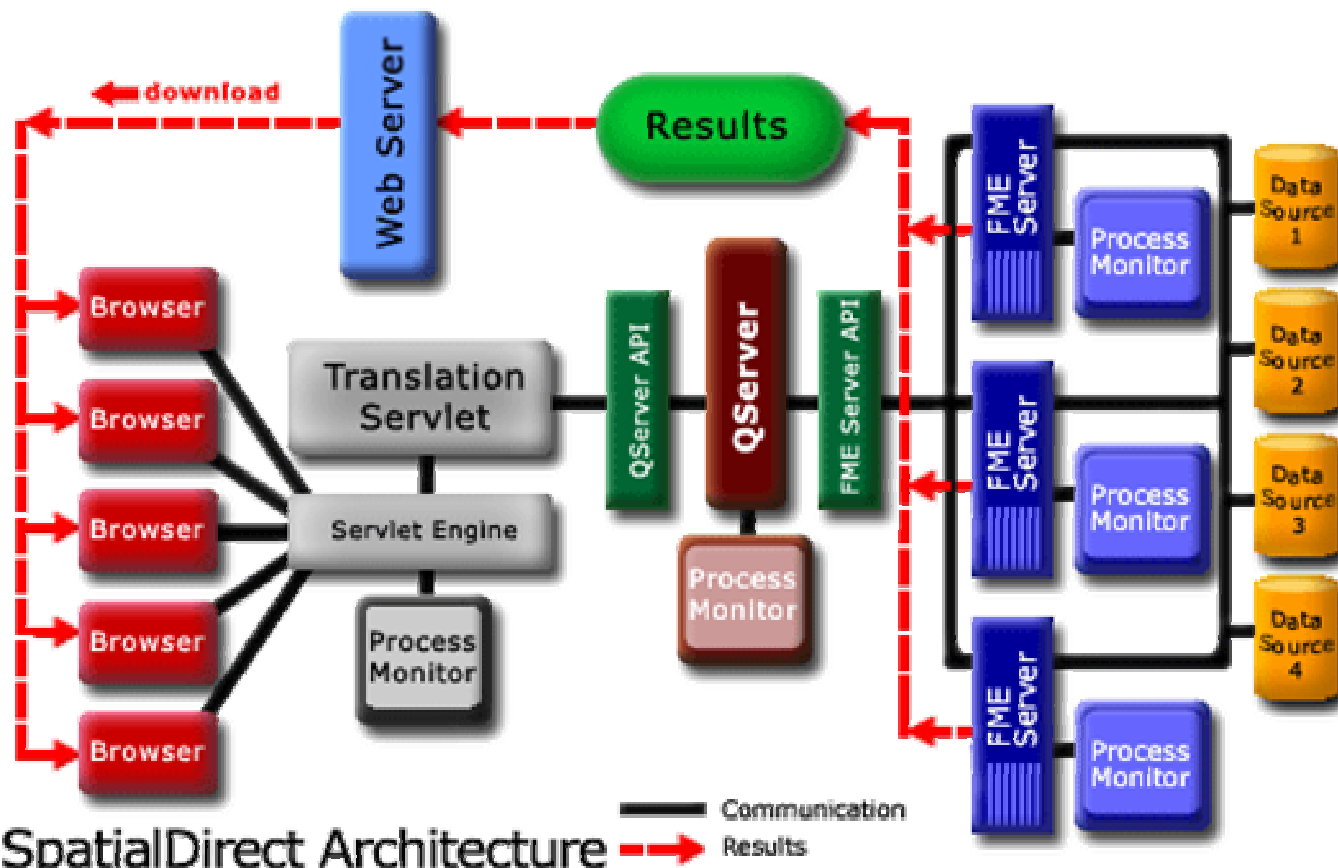 download
Web Server
Results
FME
Server
Process
Monitor
Data
Source
1
Browser
Browser
Browser
Browser
Browser
Translation
Servlet
Servlet Engine
Process
Monitor
QServer API
QServer
Process
Monitor
FME Server API
FME
Server
Process
Monitor
FME
Server
Process
Monitor
Data
Source
2
Data
Source
3
Data
Source
4
SpatialDirect Architecture
Communication
Results